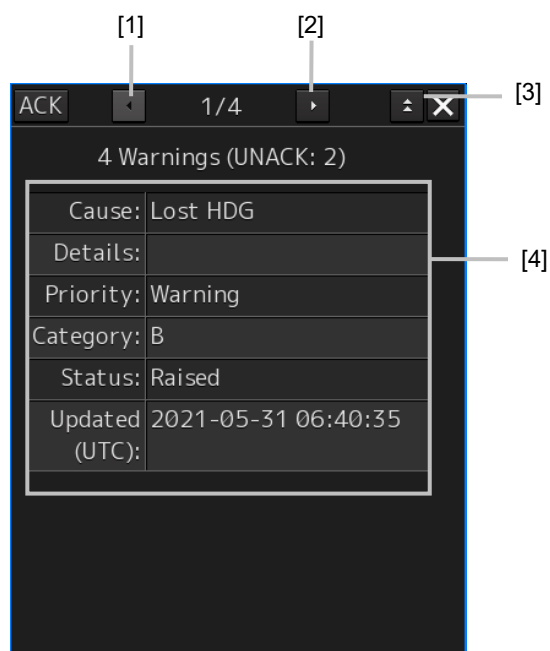 [1] [2]
ACK 1/4 [3]
4 Warnings (UNACK: 2)
Cause: Lost HDG
Details: [4]
Priority: Warning
Category: B
Status: Raised
Updated 2021-05-31 06:40:35
(UTC):